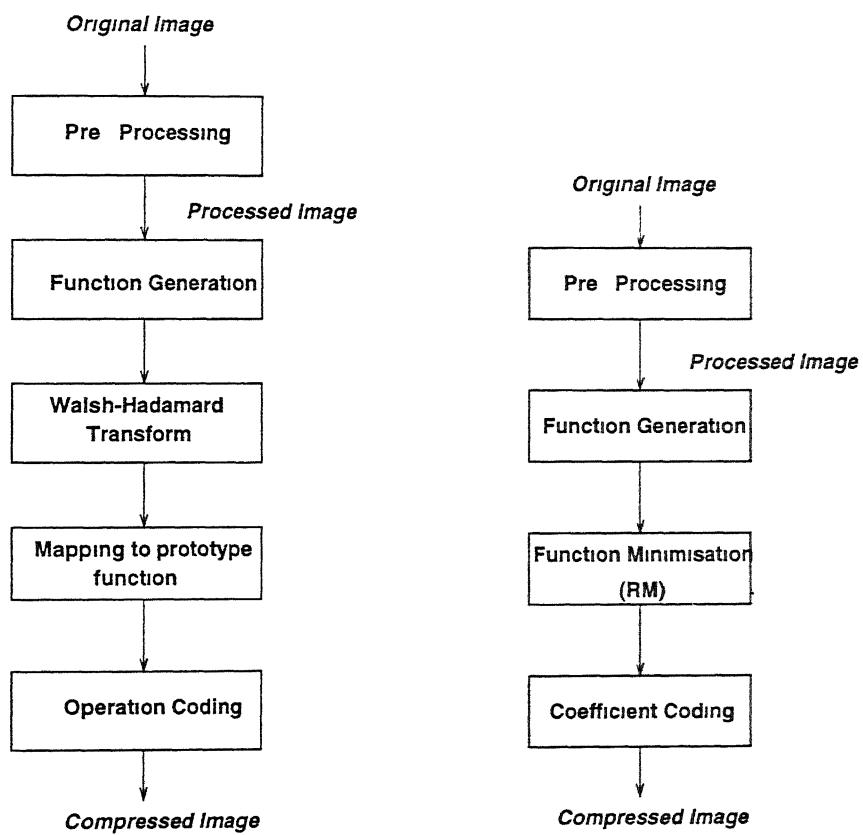 Original Image
Pre Processing
Processed Image
Function Generation
Walsh-Hadamard
Transform
Mapping to prototype
function
Operation Coding
Compressed Image
Original Image
Pre Processing
Processed Image
Function Generation
Function Minimisation
(RM)
Coefficient Coding
Compressed Image